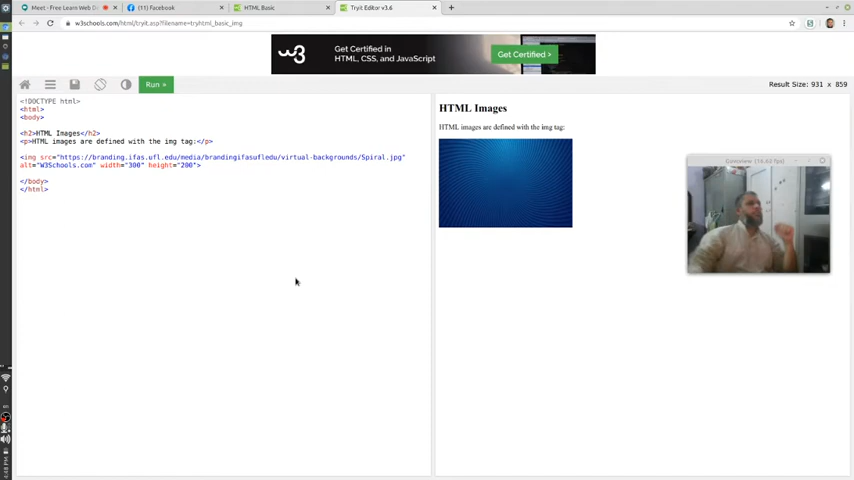 Meet - Free Learn Web D
(1) Facebook
HTML Basic
Tryit Editor v3.6
w3schools.com/html/tryit.asp?filename=tryhtml_basic_img
Get Certified in
HTML, CSS, and JavaScript
Get Certified >
Run >
Result Size: 931 x 859
<!DOCTYPE html>
<html>
<body>
<h2>HTML Images</h2>
<p>HTML images are defined with the img tag:</p>
<img src="https://branding.ifas.ufl.edu/media/brandingifasufledu/virtual-backgrounds/Spiral.jpg"
alt="W3Schools.com" width="300" height="200">
</body>
</html>
HTML Images
HTML images are defined with the img tag:
4:48 PM